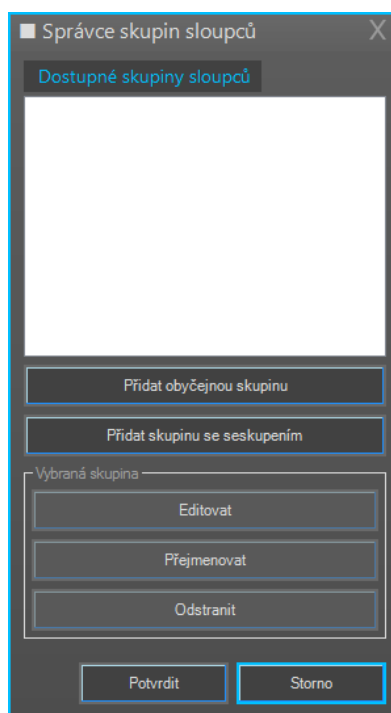 Správce skupin sloupců X
Dostupné skupiny sloupců
Přidat obyčejnou skupinu
Přidat skupinu se seskupením
Vybraná skupina
Editovat
Přejmenovat
Odstranit
Potvrdit Storno